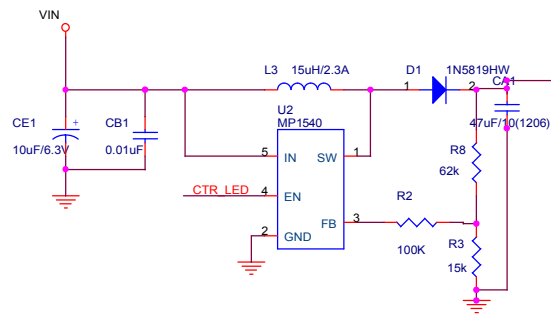 VIN
L3
15uH/2.3A
D1
1N5819HW
1
2
CA1
CE1
+
CB1
U2
MP1540
47uF/10(1206)
10uF/6.3V
0.01uF
5
IN
SW
1
R8
62k
CTR_LED
4
EN
R2
FB
3
2
GND
100K
R3
15k